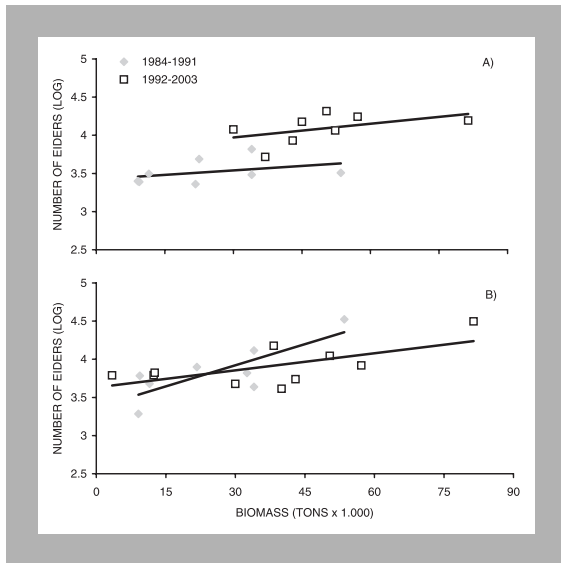 1984-1991
1992-2003
A)
NUMBER OF EIDERS (LOG)
5
4.5
4
3.5
3
2.5
B)
NUMBER OF EIDERS (LOG)
5
4.5
4
3.5
3
2.5
0 15 30 45 60 75 90
BIOMASS (TONS x 1.000)